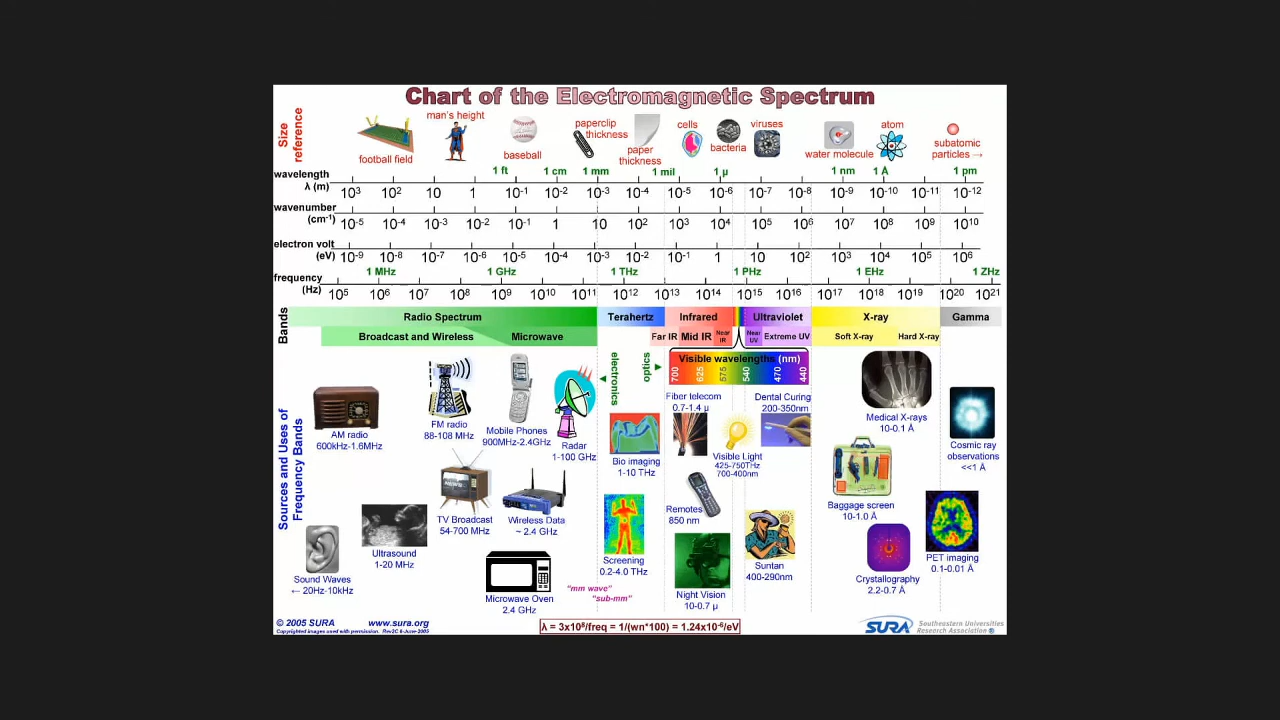 Chart of the Electromagnetic Spectrum
Size reference
football field
man's height
baseball
paperclip thickness
paper thickness
cells
bacteria
viruses
water molecule
atom
subatomic particles →
1 ft 1 cm 1 mm 1 mil 1 µ 1 nm 1 Å 1 pm
wavelength λ (m)
10³ 10² 10 1 10⁻¹ 10⁻² 10⁻³ 10⁻⁴ 10⁻⁵ 10⁻⁶ 10⁻⁷ 10⁻⁸ 10⁻⁹ 10⁻¹⁰ 10⁻¹¹ 10⁻¹²
wavenumber (cm⁻¹)
10⁻⁵ 10⁻⁴ 10⁻³ 10⁻² 10⁻¹ 1 10 10² 10³ 10⁴ 10⁵ 10⁶ 10⁷ 10⁸ 10⁹ 10¹⁰
electron volt (eV)
10⁻⁹ 10⁻⁸ 10⁻⁷ 10⁻⁶ 10⁻⁵ 10⁻⁴ 10⁻³ 10⁻² 10⁻¹ 1 10 10² 10³ 10⁴ 10⁵ 10⁶
1 MHz 1 GHz 1 THz 1 PHz 1 EHz 1 ZHz
frequency (Hz)
10⁵ 10⁶ 10⁷ 10⁸ 10⁹ 10¹⁰ 10¹¹ 10¹² 10¹³ 10¹⁴ 10¹⁵ 10¹⁶ 10¹⁷ 10¹⁸ 10¹⁹ 10²⁰ 10²¹
Bands
Radio Spectrum Terahertz Infrared Ultraviolet X-ray Gamma
Broadcast and Wireless Microwave Far IR Mid IR Near IR Near UV Extreme UV Soft X-ray Hard X-ray
electronics
optics
Visible wavelengths (nm)
700 625 575 540 470 440
Sources and Uses of Frequency Bands
AM radio
600kHz-1.6MHz
FM radio
88-108 MHz
Mobile Phones
900MHz-2.4GHz
Radar
1-100 GHz
Bio imaging
1-10 THz
Fiber telecom
0.7-1.4 µ
Visible Light
425-750THz
700-400nm
Dental Curing
200-350nm
Medical X-rays
10-0.1 Å
Cosmic ray
observations
<<1 Å
TV Broadcast
54-700 MHz
Wireless Data
~ 2.4 GHz
Remotes
850 nm
Baggage screen
10-1.0 Å
Sound Waves
← 20Hz-10kHz
Ultrasound
1-20 MHz
Microwave Oven
2.4 GHz
Screening
0.2-4.0 THz
"mm wave"
"sub-mm"
Night Vision
10-0.7 µ
Suntan
400-290nm
Crystallography
2.2-0.7 Å
PET imaging
0.1-0.01 Å
© 2005 SURA www.sura.org
Copyrighted images used with permission. Rev2C 6-June-2005
λ = 3x10⁸/freq = 1/(wn*100) = 1.24x10⁻⁶/eV
SURA
Southeastern Universities
Research Association ®